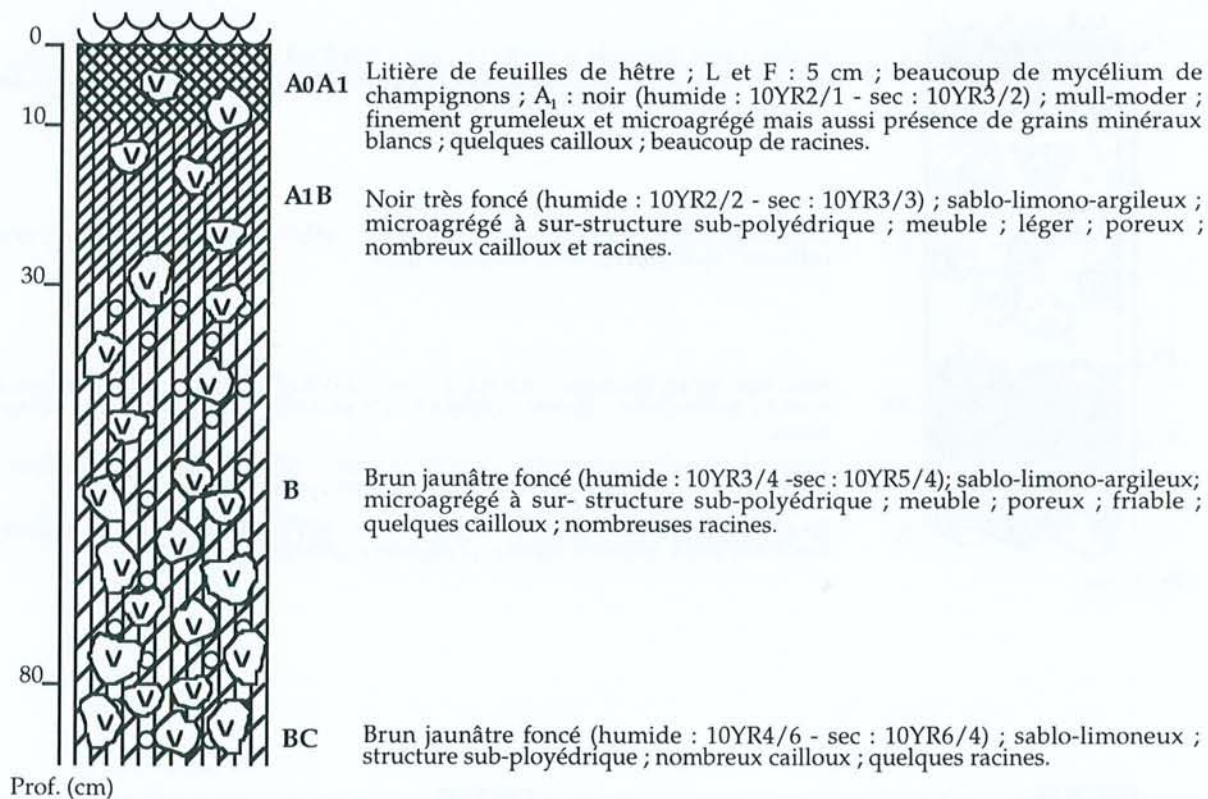 0
10
30
80
Prof. (cm)
A0A1 Litière de feuilles de hêtre ; L et F : 5 cm ; beaucoup de mycélium de
champignons ; A1 : noir (humide : 10YR2/1 - sec : 10YR3/2) ; mull-moder ;
finement grumeleux et microagrégé mais aussi présence de grains minéraux
blancs ; quelques cailloux ; beaucoup de racines.
A1B Noir très foncé (humide : 10YR2/2 - sec : 10YR3/3) ; sablo-limono-argileux ;
microagrégé à sur-structure sub-polyédrique ; meuble ; léger ; poreux ;
nombreux cailloux et racines.
B Brun jaunâtre foncé (humide : 10YR3/4 -sec : 10YR5/4); sablo-limono-argileux;
microagrégé à sur- structure sub-polyédrique ; meuble ; poreux ; friable ;
quelques cailloux ; nombreuses racines.
BC Brun jaunâtre foncé (humide : 10YR4/6 - sec : 10YR6/4) ; sablo-limoneux ;
structure sub-ployédrique ; nombreux cailloux ; quelques racines.